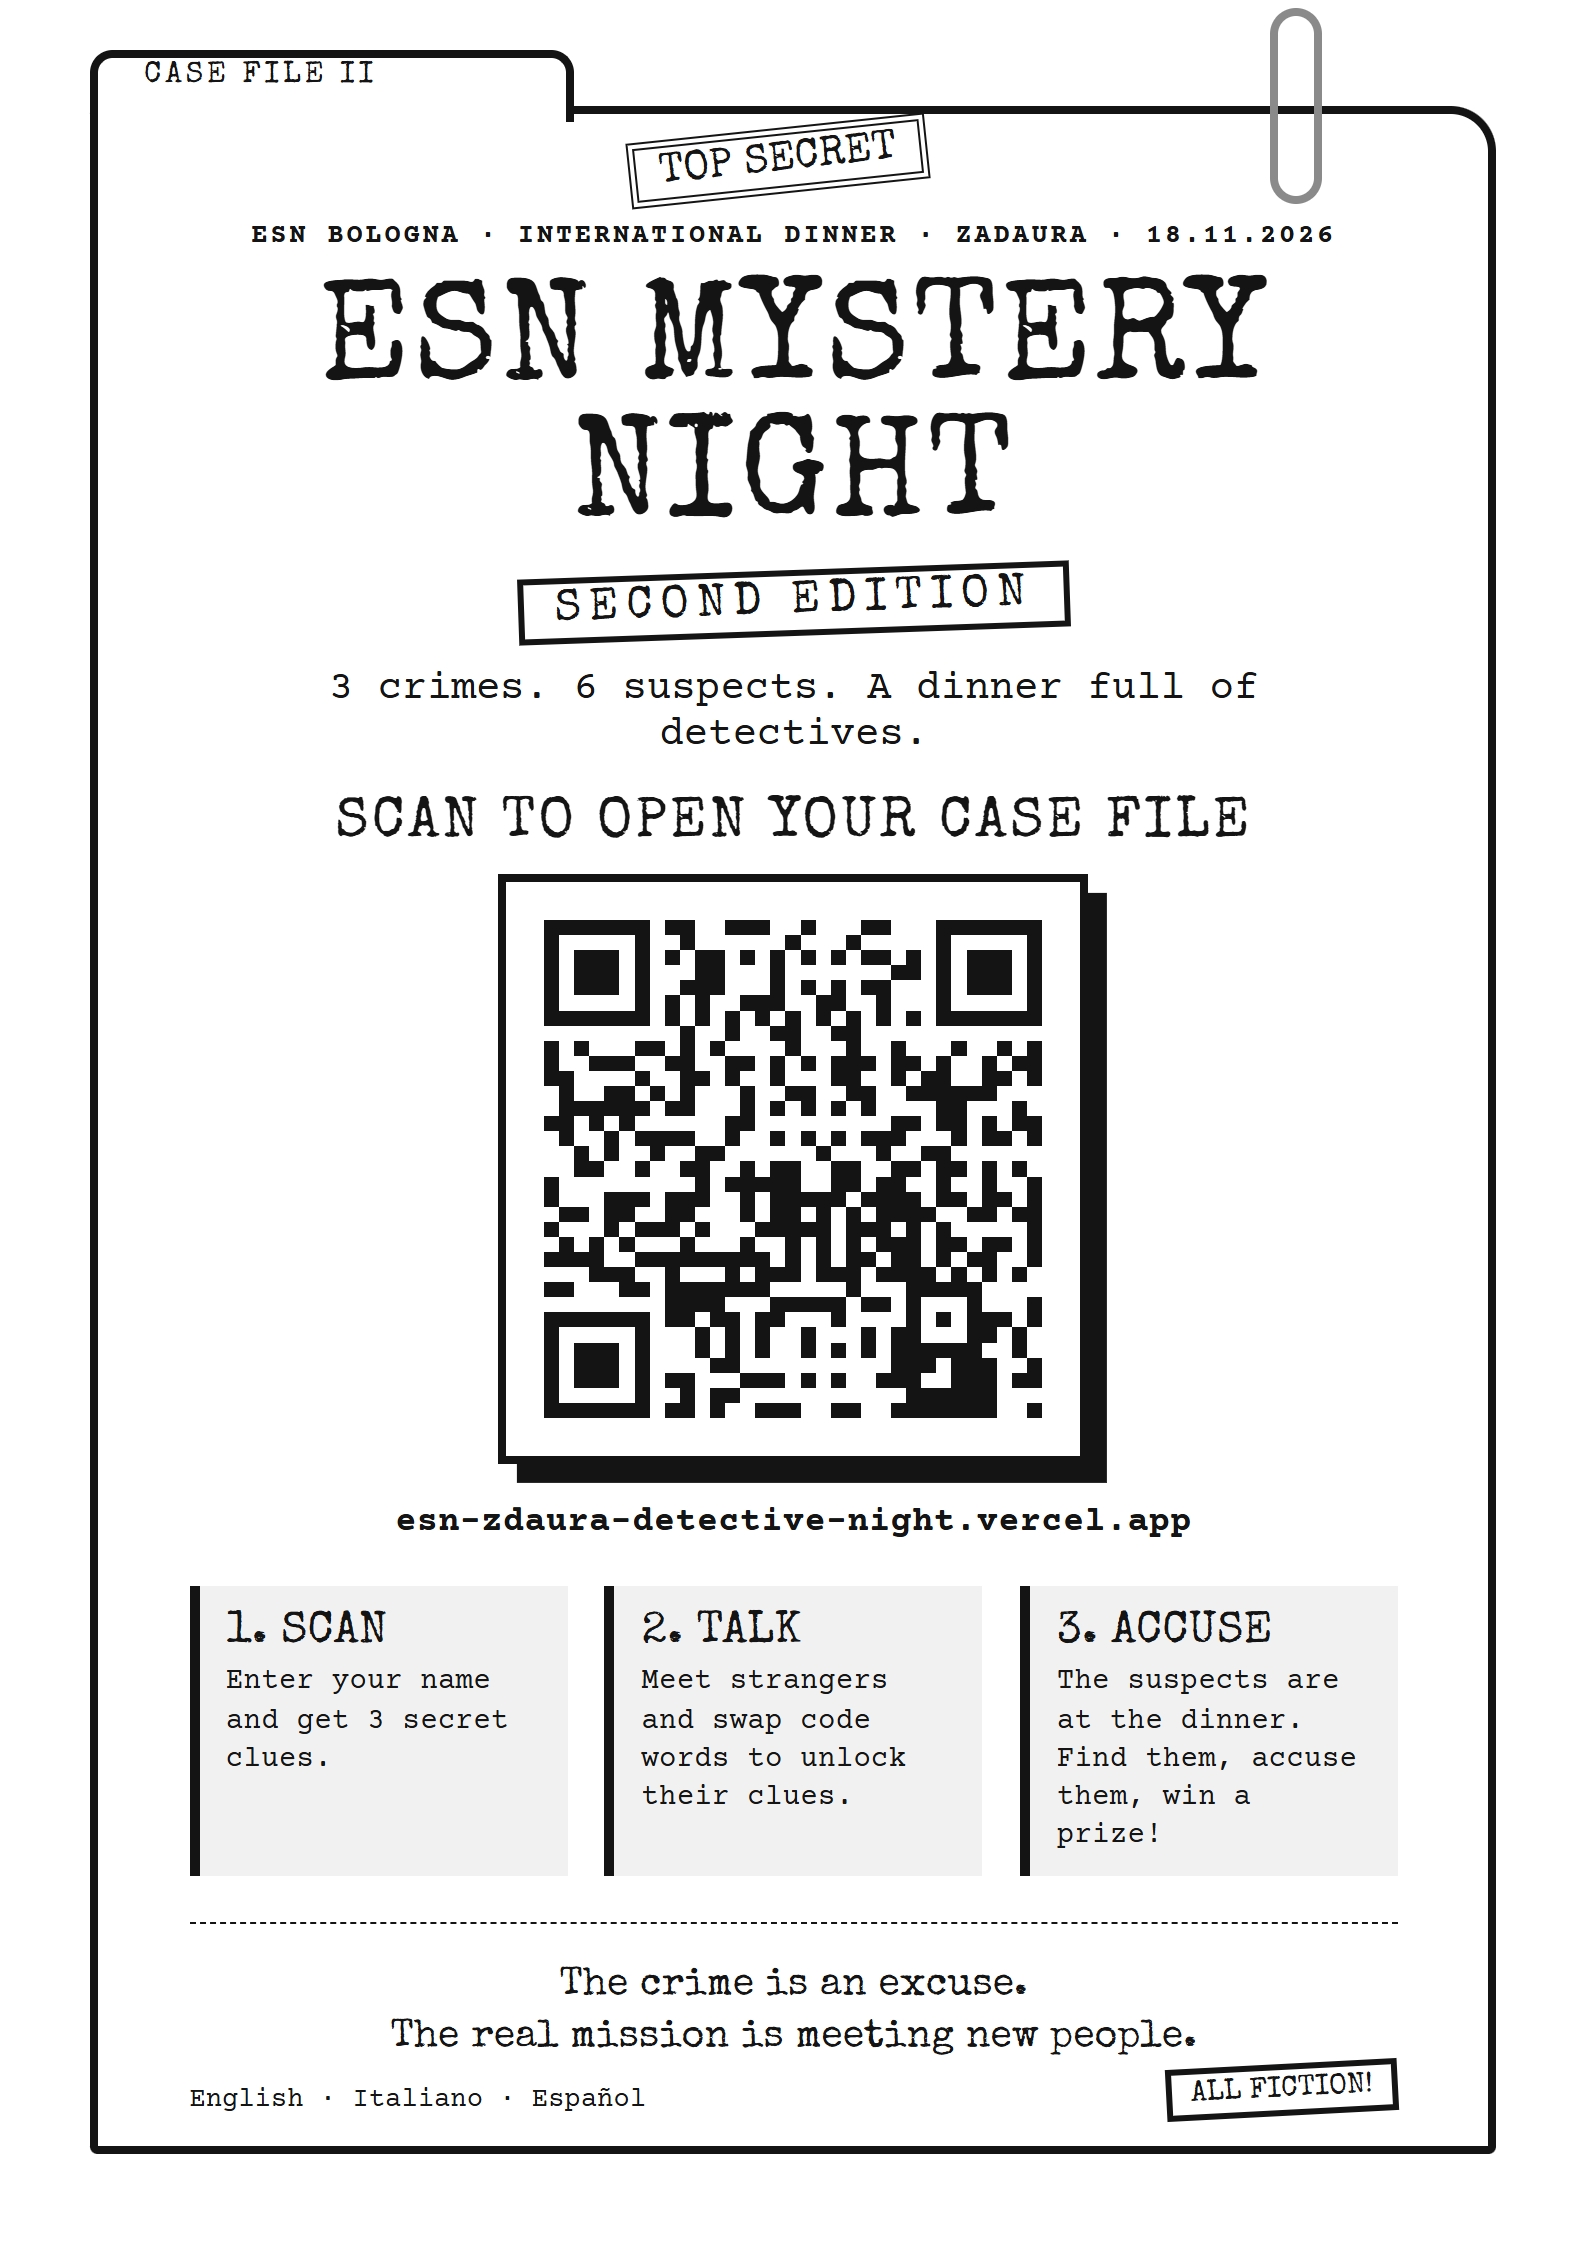 CASE FILE II
TOP SECRET
ESN BOLOGNA · INTERNATIONAL DINNER · ZADAURA · 18.11.2026
ESN MYSTERY
NIGHT
SECOND EDITION
3 crimes. 6 suspects. A dinner full of
detectives.
SCAN TO OPEN YOUR CASE FILE
esn-zdaura-detective-night.vercel.app
1. SCAN
Enter your name
and get 3 secret
clues.
2. TALK
Meet strangers
and swap code
words to unlock
their clues.
3. ACCUSE
The suspects are
at the dinner.
Find them, accuse
them, win a
prize!
The crime is an excuse.
The real mission is meeting new people.
English · Italiano · Español
ALL FICTION!